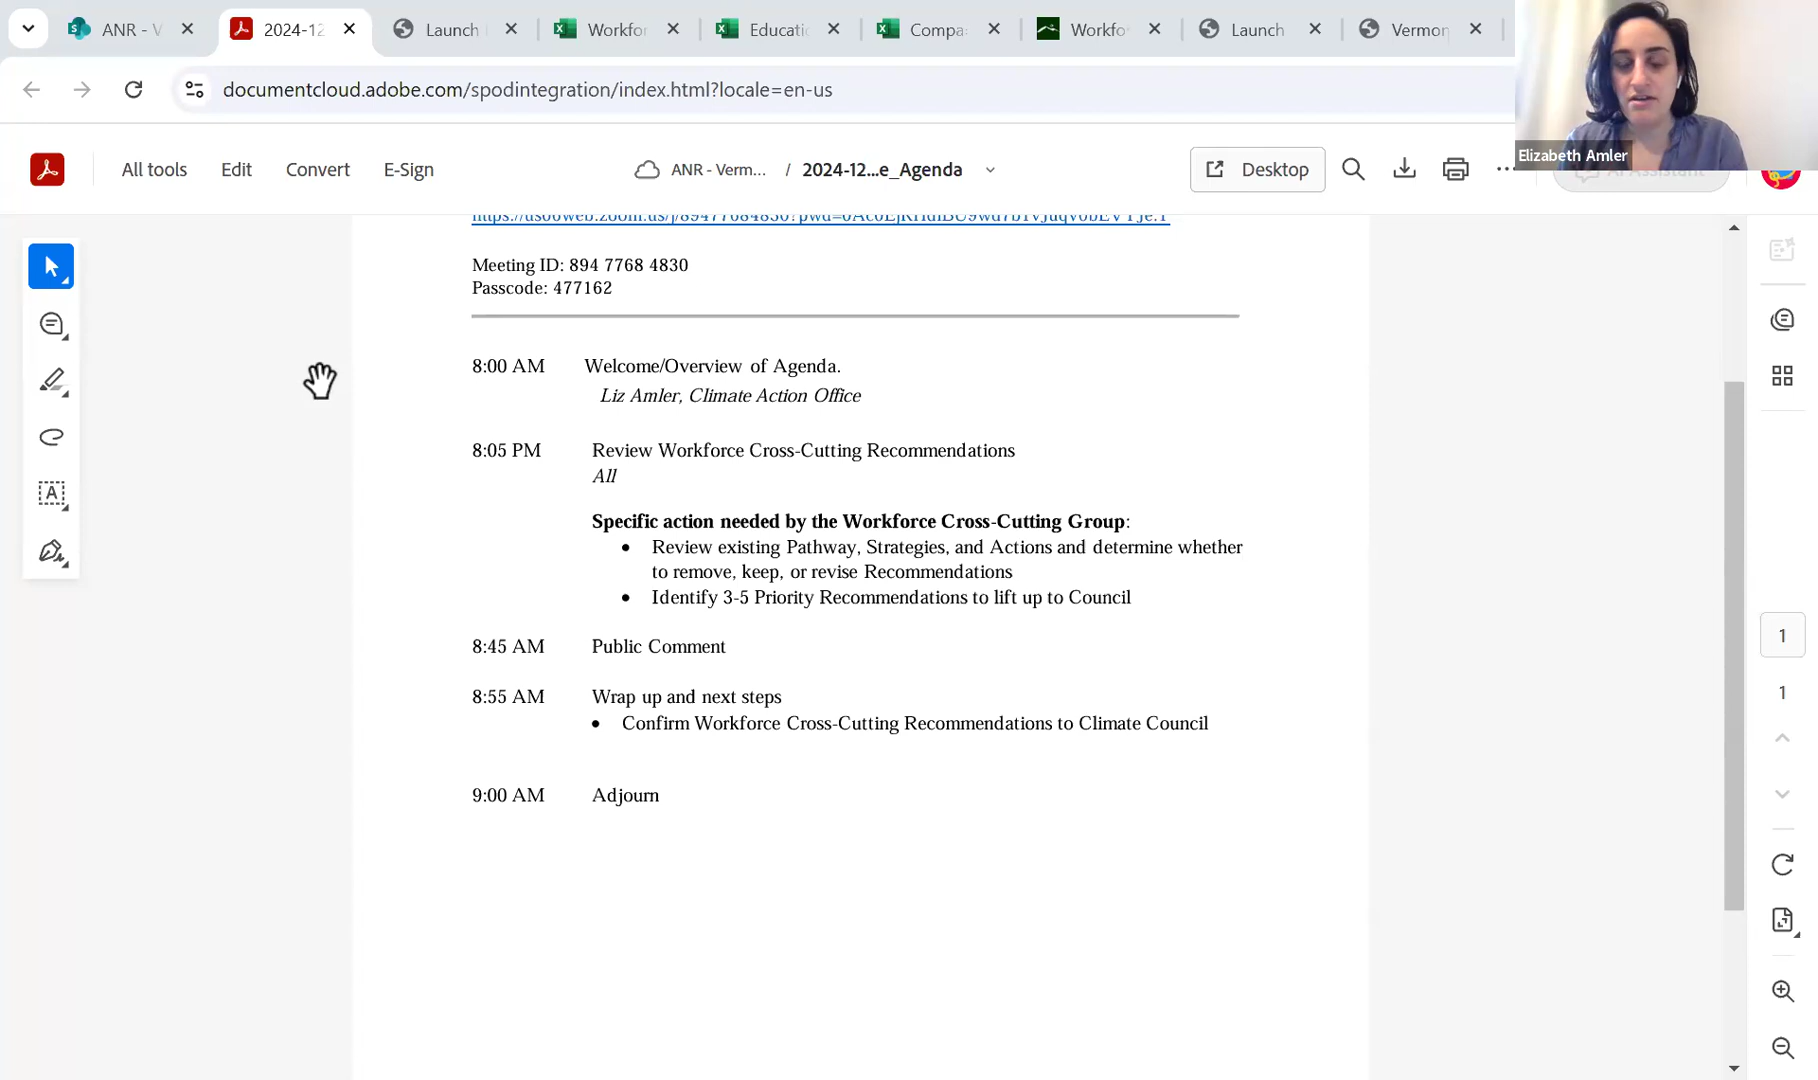 ANR - V
2024-12
Launch
Workfor
Educati
Compa
Workfo
Launch
Vermon
documentcloud.adobe.com/spodintegration/index.html?locale=en-us
Elizabeth Amler
All tools
Edit
Convert
E-Sign
ANR - Verm... / 2024-12...e_Agenda
Desktop
AI Assistant
Meeting ID: 894 7768 4830
Passcode: 477162
8:00 AM Welcome/Overview of Agenda.
Liz Amler, Climate Action Office
8:05 PM Review Workforce Cross-Cutting Recommendations
All
Specific action needed by the Workforce Cross-Cutting Group:
• Review existing Pathway, Strategies, and Actions and determine whether
to remove, keep, or revise Recommendations
• Identify 3-5 Priority Recommendations to lift up to Council
8:45 AM Public Comment
8:55 AM Wrap up and next steps
• Confirm Workforce Cross-Cutting Recommendations to Climate Council
9:00 AM Adjourn
1
1